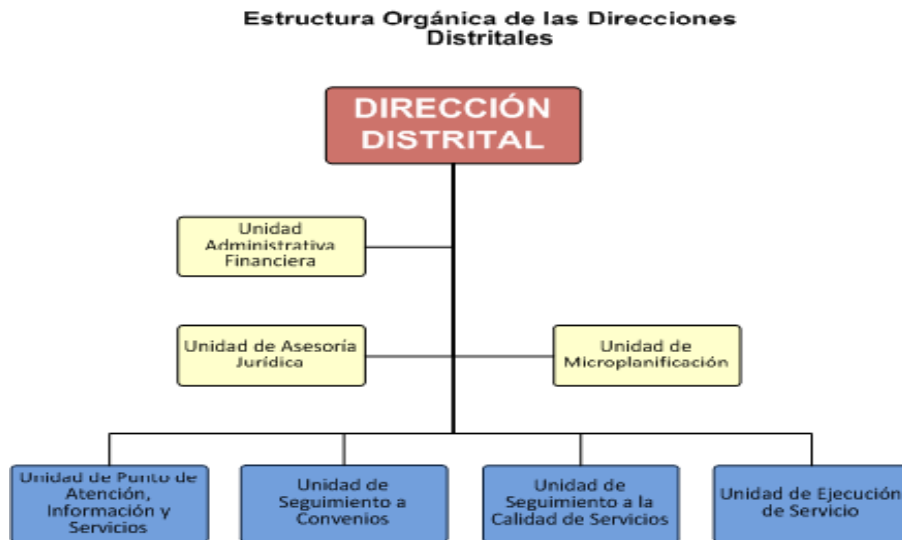 Estructura Orgánica de las Direcciones
Distritales
DIRECCIÓN
DISTRITAL
Unidad
Administrativa
Financiera
Unidad de Asesoría
Jurídica
Unidad de
Microplanificación
Unidad de Punto de
Atención,
Información y
Servicios
Unidad de
Seguimiento a
Convenios
Unidad de
Seguimiento a la
Calidad de Servicios
Unidad de Ejecución
de Servicio